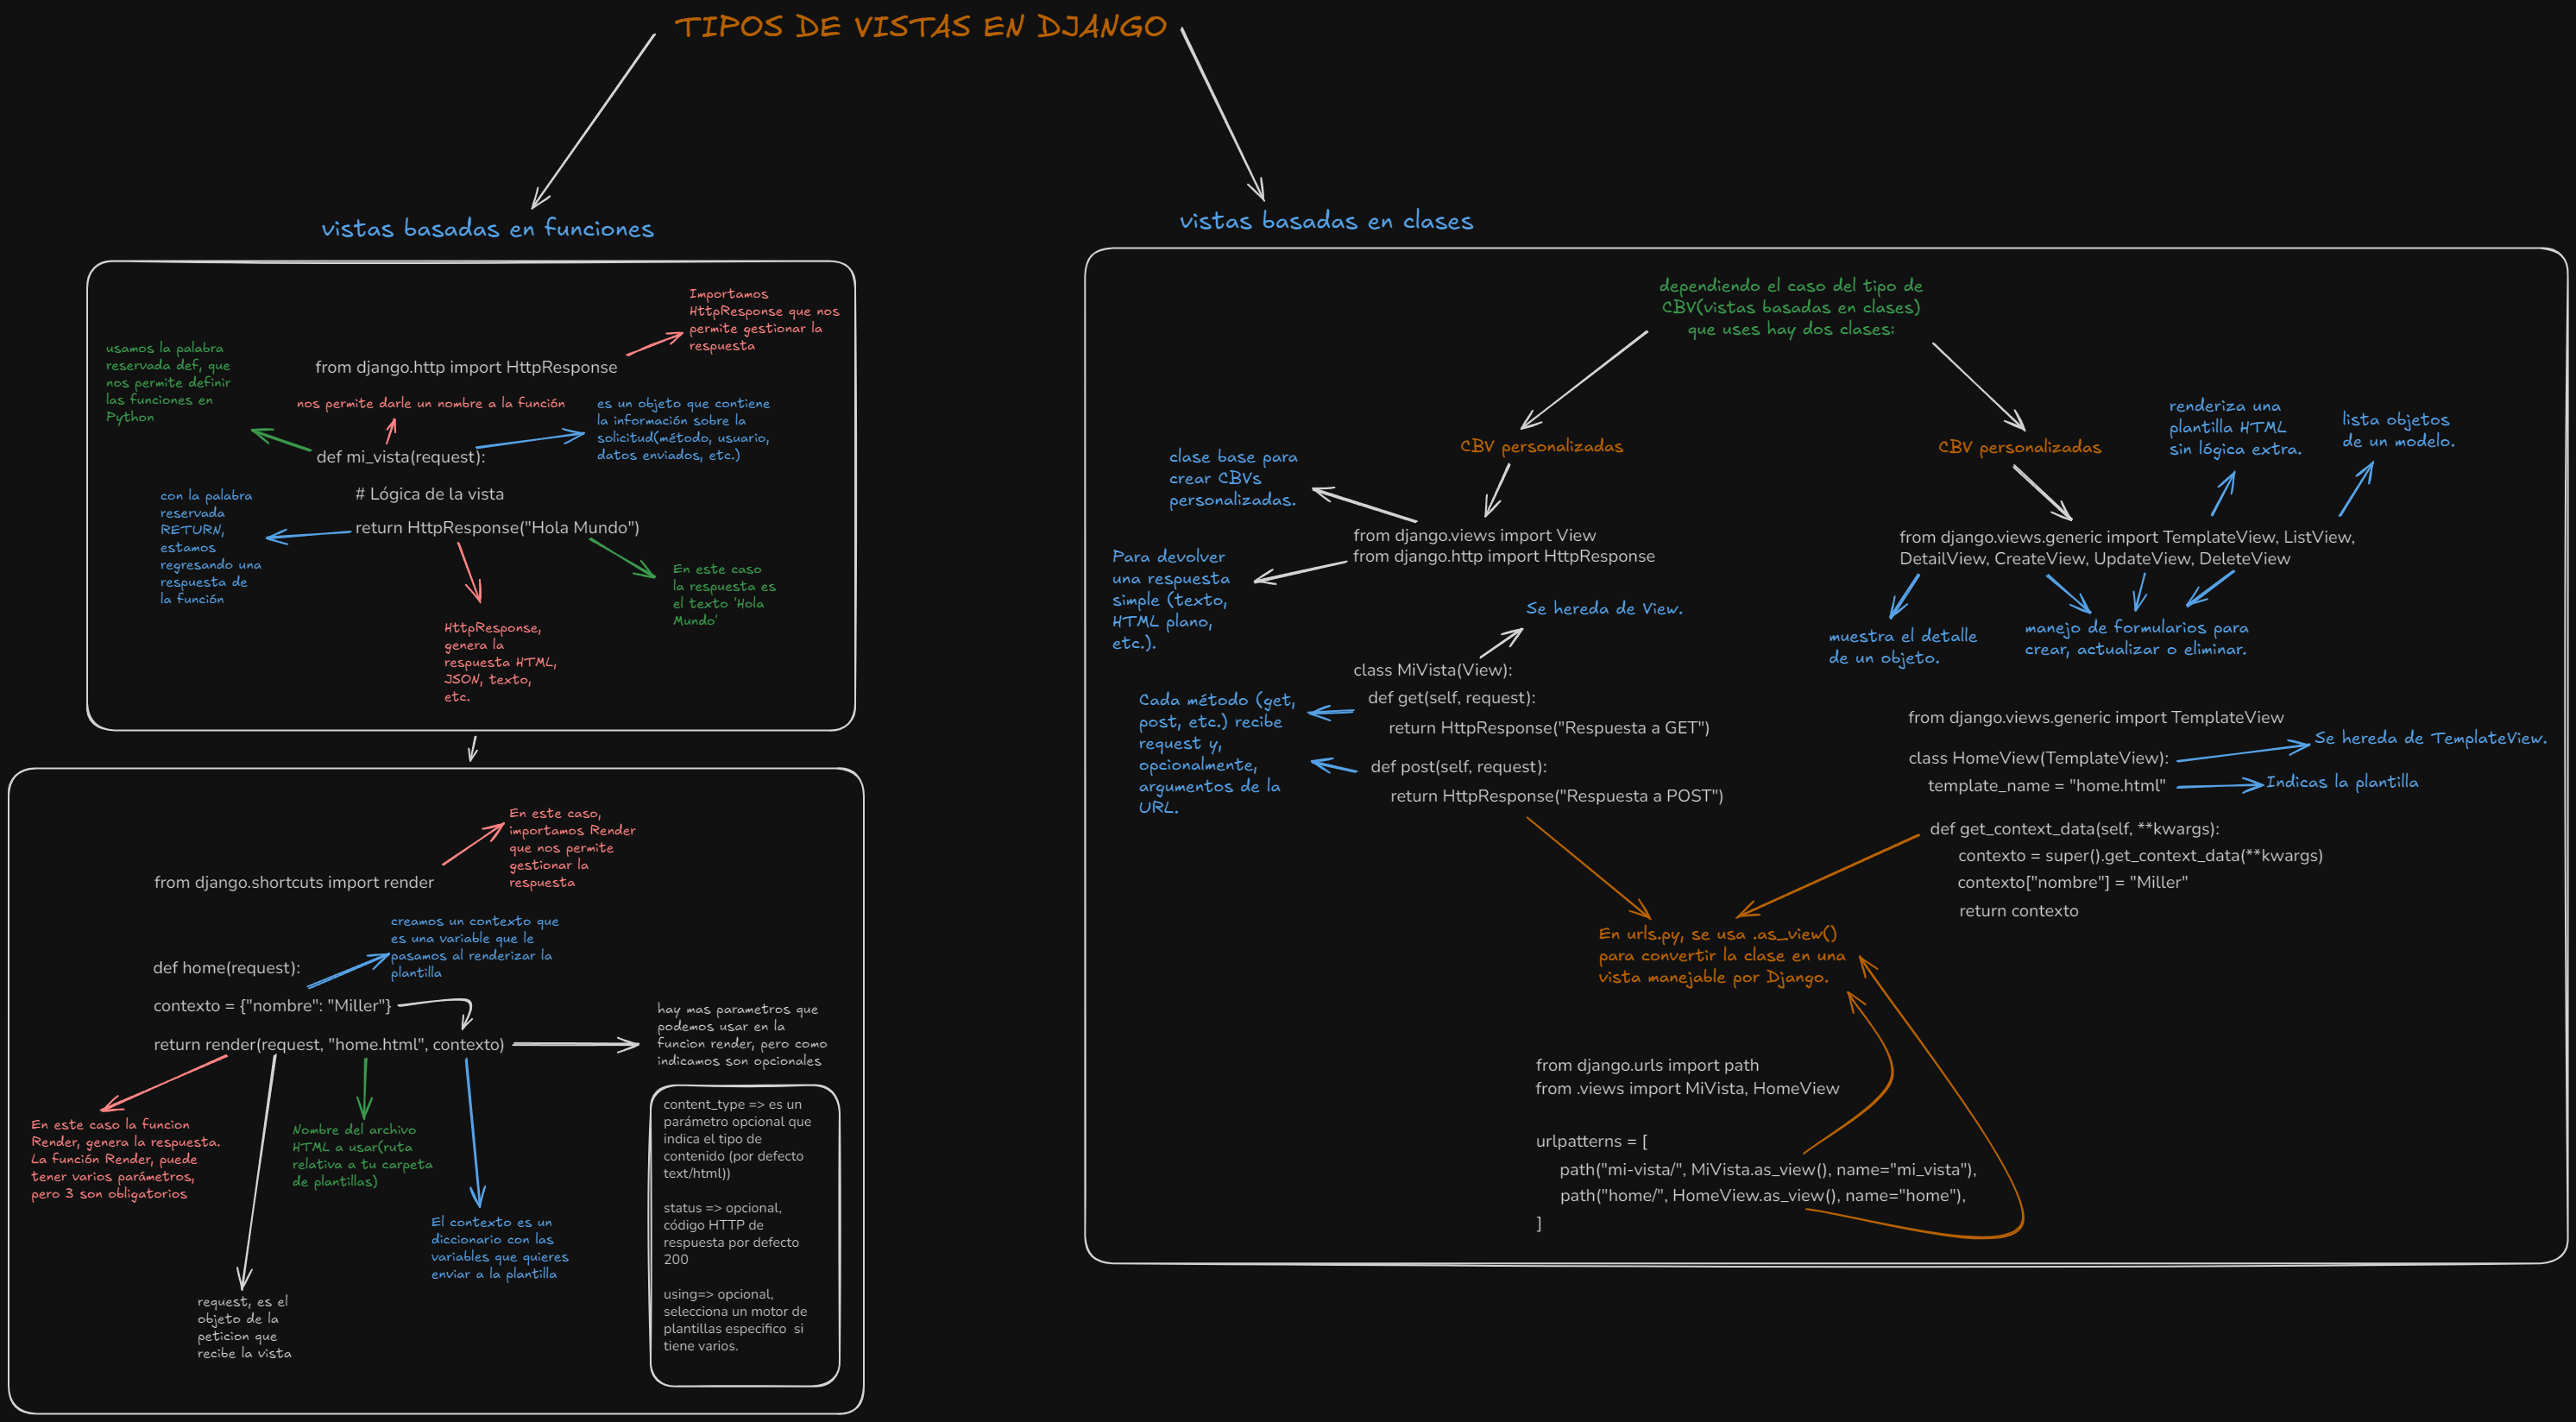 TIPOS DE VISTAS EN DJANGO
vistas basadas en funciones
Importamos
HttpResponse que nos
permite gestionar la
respuesta
usamos la palabra
reservada def, que
nos permite definir
las funciones en
Python
from django.http import HttpResponse
nos permite darle un nombre a la función
es un objeto que contiene
la información sobre la
solicitud(método, usuario,
datos enviados, etc.)
def mi_vista(request):
# Lógica de la vista
return HttpResponse("Hola Mundo")
con la palabra
reservada
RETURN,
estamos
regresando una
respuesta de
la función
En este caso
la respuesta es
el texto 'Hola
Mundo'
HttpResponse,
genera la
respuesta HTML,
JSON, texto,
etc.
En este caso,
importamos Render
que nos permite
gestionar la
respuesta
from django.shortcuts import render
creamos un contexto que
es una variable que le
pasamos al renderizar la
plantilla
def home(request):
contexto = {"nombre": "Miller"}
return render(request, "home.html", contexto)
hay mas parametros que
podemos usar en la
funcion render, pero como
indicamos son opcionales
En este caso la funcion
Render, genera la respuesta.
La función Render, puede
tener varios parámetros,
pero 3 son obligatorios
Nombre del archivo
HTML a usar(ruta
relativa a tu carpeta
de plantillas)
El contexto es un
diccionario con las
variables que quieres
enviar a la plantilla
request, es el
objeto de la
peticion que
recibe la vista
content_type => es un
parámetro opcional que
indica el tipo de
contenido (por defecto
text/html))
status => opcional,
código HTTP de
respuesta por defecto
200
using=> opcional,
selecciona un motor de
plantillas especifico  si
tiene varios.
vistas basadas en clases
dependiendo el caso del tipo de
CBV(vistas basadas en clases)
que uses hay dos clases:
CBV personalizadas
clase base para
crear CBVs
personalizadas.
from django.views import View
from django.http import HttpResponse
Para devolver
una respuesta
simple (texto,
HTML plano,
etc.).
Se hereda de View.
class MiVista(View):
def get(self, request):
return HttpResponse("Respuesta a GET")
def post(self, request):
return HttpResponse("Respuesta a POST")
Cada método (get,
post, etc.) recibe
request y,
opcionalmente,
argumentos de la
URL.
CBV personalizadas
renderiza una
plantilla HTML
sin lógica extra.
lista objetos
de un modelo.
from django.views.generic import TemplateView, ListView,
DetailView, CreateView, UpdateView, DeleteView
muestra el detalle
de un objeto.
manejo de formularios para
crear, actualizar o eliminar.
from django.views.generic import TemplateView
Se hereda de TemplateView.
class HomeView(TemplateView):
template_name = "home.html"
Indicas la plantilla
def get_context_data(self, **kwargs):
contexto = super().get_context_data(**kwargs)
contexto["nombre"] = "Miller"
return contexto
En urls.py, se usa .as_view()
para convertir la clase en una
vista manejable por Django.
from django.urls import path
from .views import MiVista, HomeView
urlpatterns = [
path("mi-vista/", MiVista.as_view(), name="mi_vista"),
path("home/", HomeView.as_view(), name="home"),
]